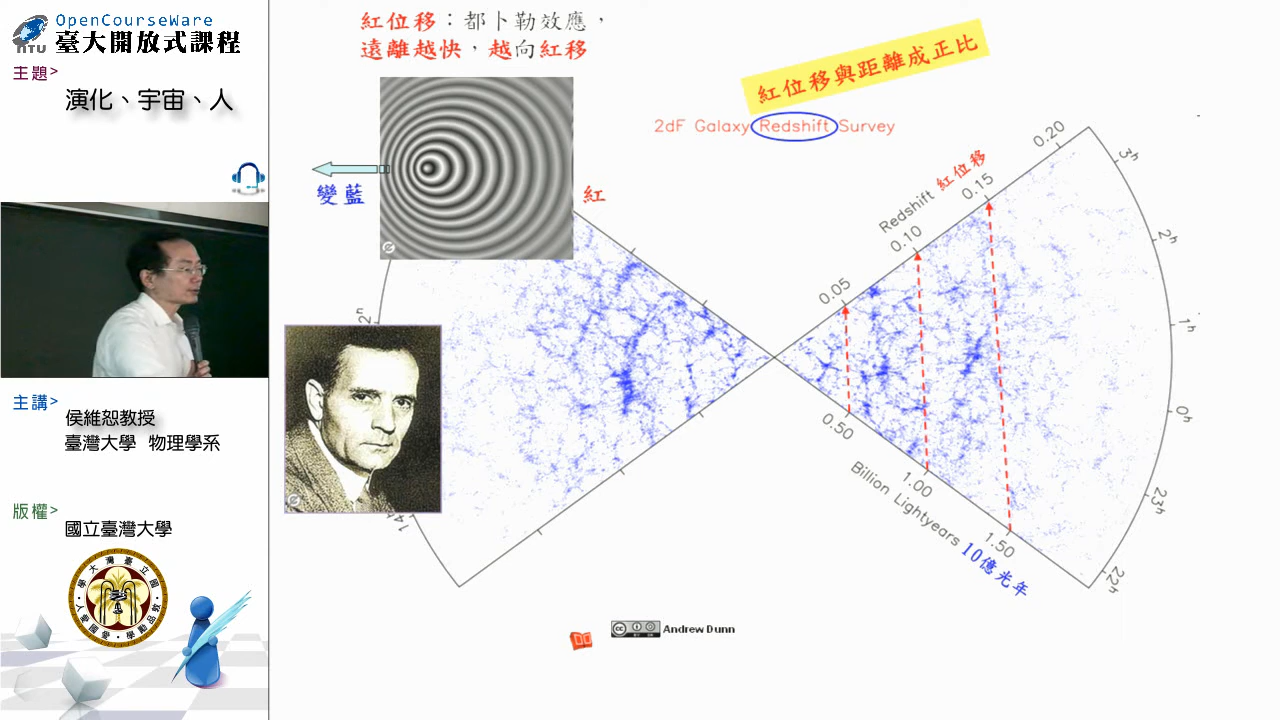 OpenCourseWare
NTU
臺大開放式課程
主題>
演化、宇宙、人
主講>
侯維恕教授
臺灣大學 物理學系
版權>
國立臺灣大學
紅位移：都卜勒效應，
遠離越快，越向紅移
變藍
紅
紅位移與距離成正比
2dF Galaxy Redshift Survey
Redshift 紅位移
0.05
0.10
0.15
0.20
3h
2h
1h
0h
23h
22h
0.50
1.00
1.50
Billion Lightyears 10億光年
14h
cc
Andrew Dunn